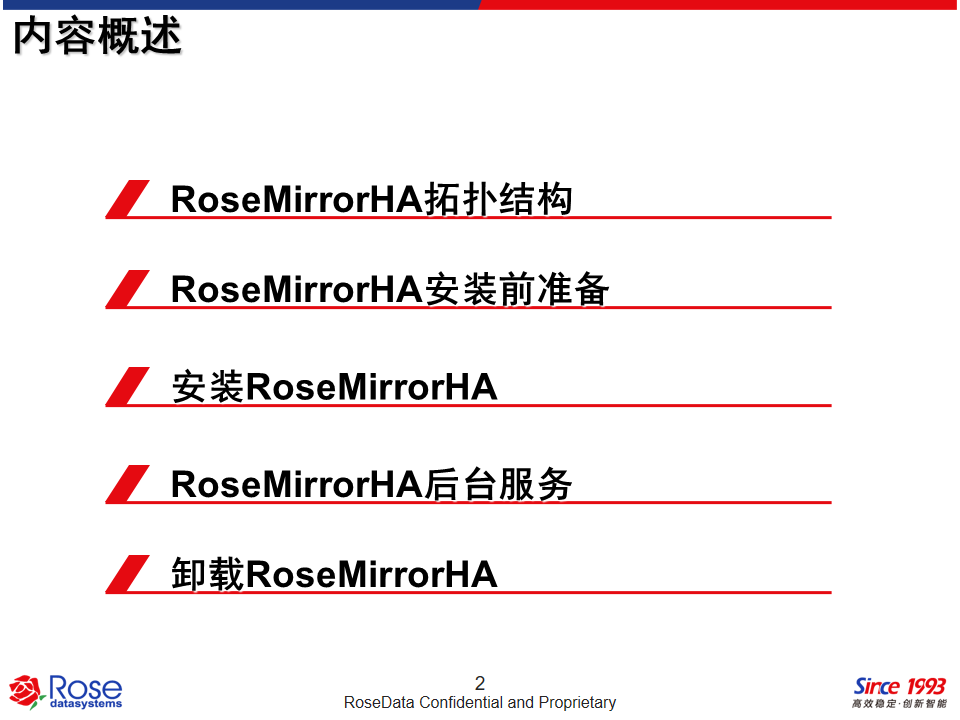 内容概述
RoseMirrorHA拓扑结构
RoseMirrorHA安装前准备
安装RoseMirrorHA
RoseMirrorHA后台服务
卸载RoseMirrorHA
Rose
datasystems
2
RoseData Confidential and Proprietary
Since 1993
高效稳定·创新智能